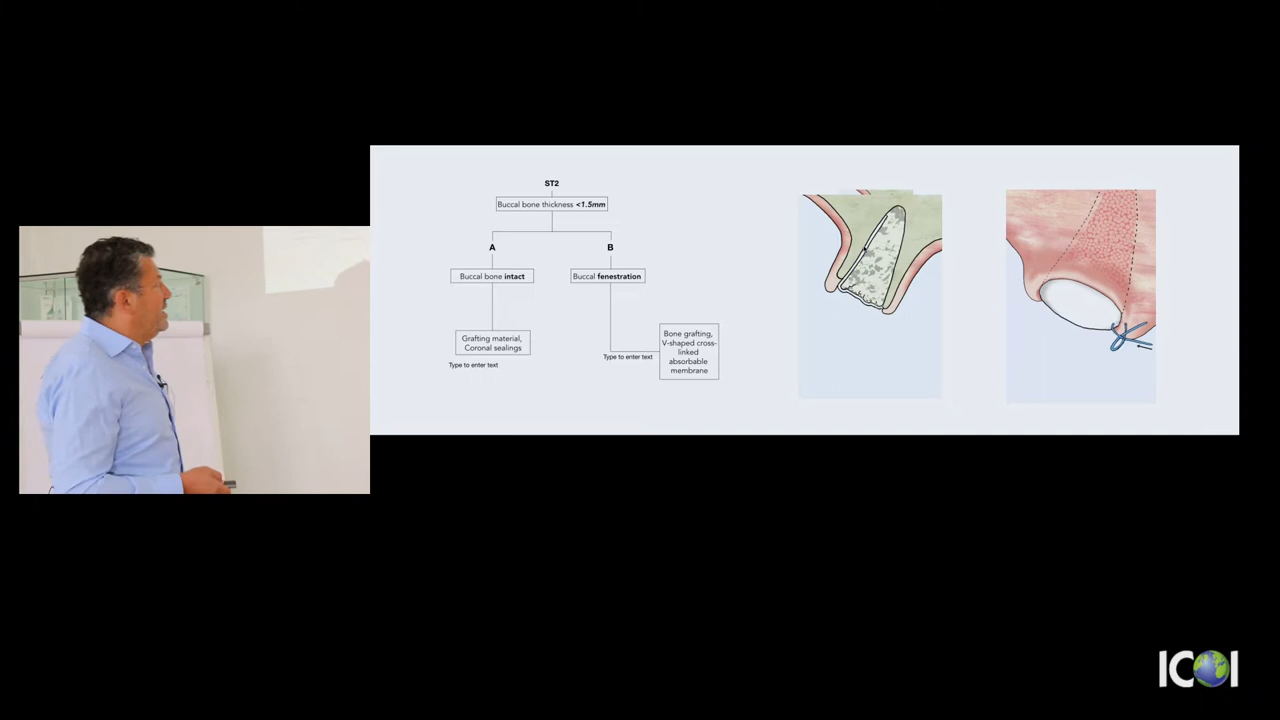 ST2
Buccal bone thickness <1.5mm
A
B
Buccal bone intact
Buccal fenestration
Grafting material,
Coronal sealings
Type to enter text
Type to enter text
Bone grafting,
V-shaped cross-
linked
absorbable
membrane
ICOI